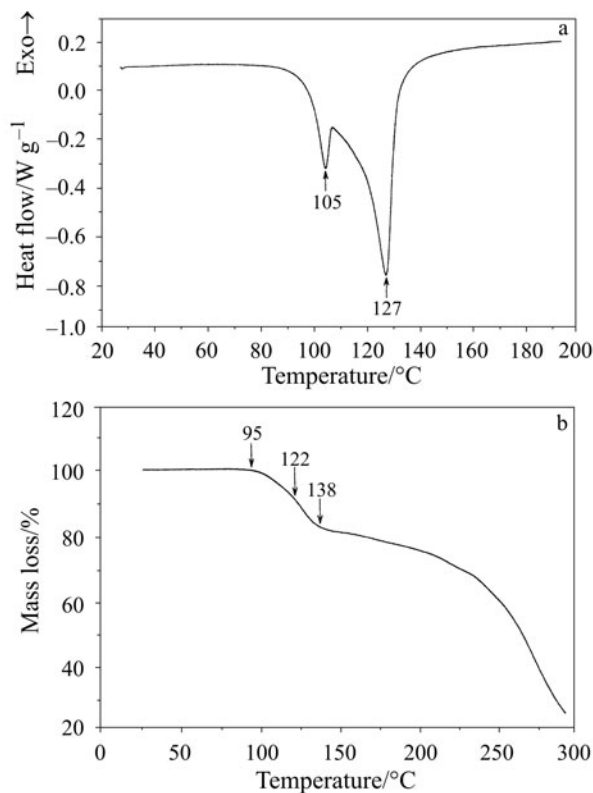 a
Exo→
0.2
0.0
–0.2
–0.4
–0.6
–0.8
–1.0
Heat flow/W g–1
105
127
20 40 60 80 100 120 140 160 180 200
Temperature/°C
b
120
100
80
60
40
20
Mass loss/%
95
122
138
0 50 100 150 200 250 300
Temperature/°C